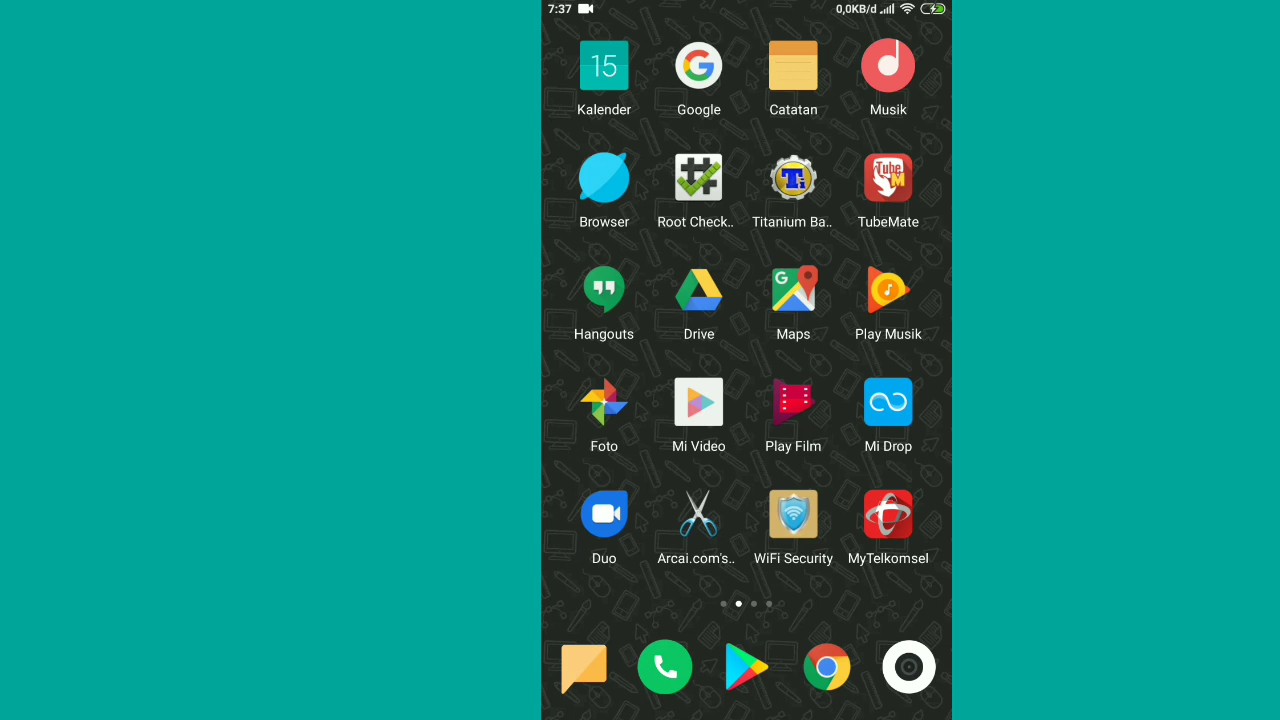 7:37 0,0KB/d
15
Kalender Google Catatan Musik
Tube
M
Browser Root Check.. Titanium Ba.. TubeMate
G
Hangouts Drive Maps Play Musik
Foto Mi Video Play Film Mi Drop
Duo Arcai.com's.. WiFi Security MyTelkomsel